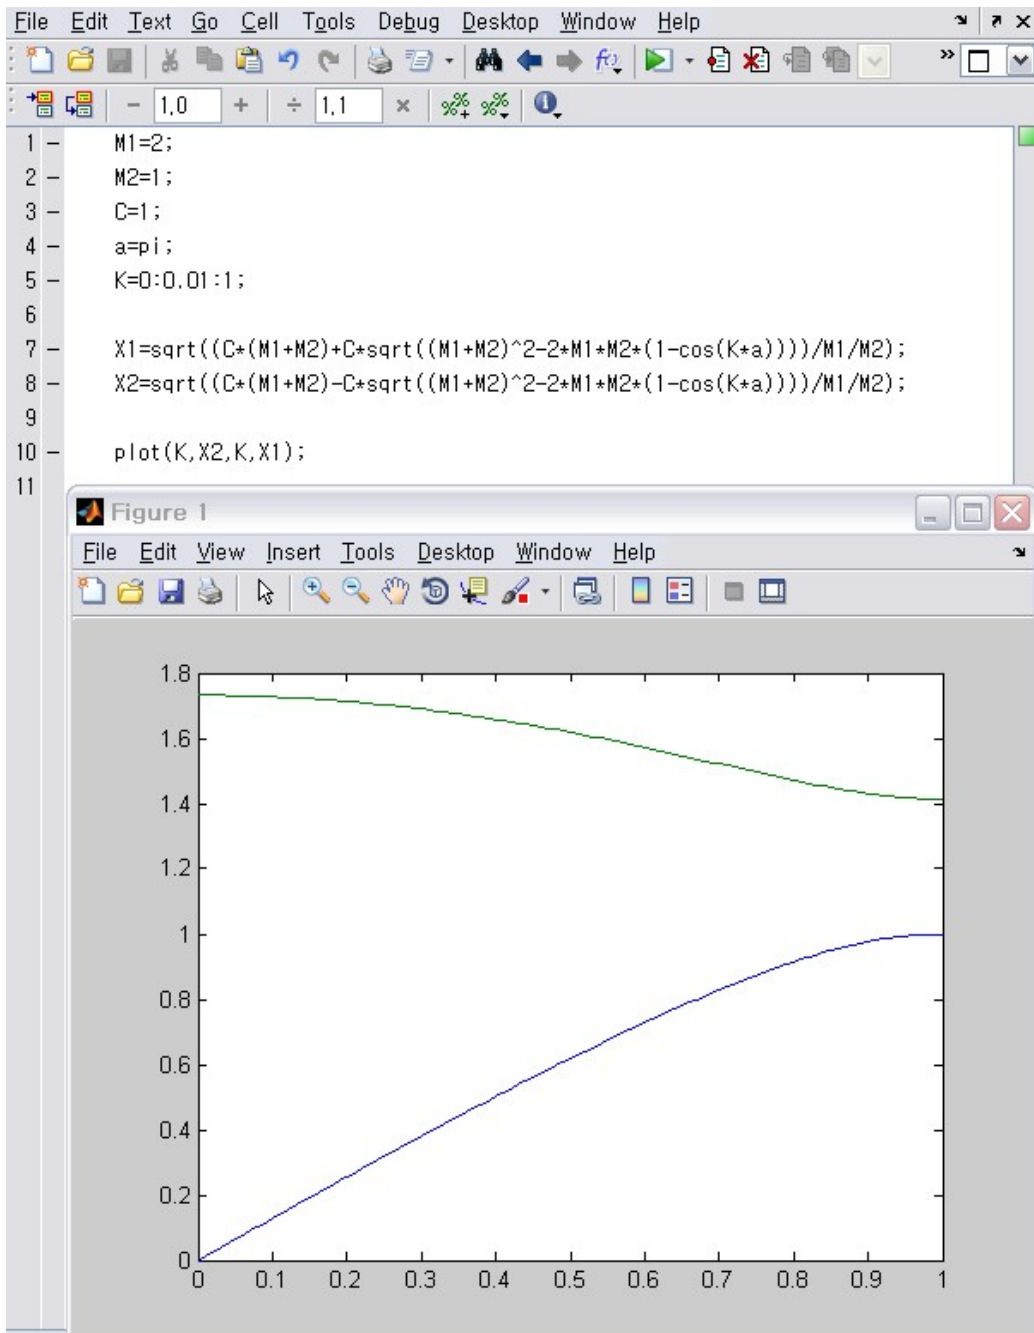 File Edit Text Go Cell Tools Debug Desktop Window Help
- 1,0 + ÷ 1,1 ×
1 - M1=2;
2 - M2=1;
3 - C=1;
4 - a=pi;
5 - K=0:0.01:1;
6
7 - X1=sqrt((C*(M1+M2)+C*sqrt((M1+M2)^2-2*M1*M2*(1-cos(K*a))))/M1/M2);
8 - X2=sqrt((C*(M1+M2)-C*sqrt((M1+M2)^2-2*M1*M2*(1-cos(K*a))))/M1/M2);
9
10 - plot(K,X2,K,X1);
11
Figure 1
File Edit View Insert Tools Desktop Window Help
1.8
1.6
1.4
1.2
1
0.8
0.6
0.4
0.2
0
0 0.1 0.2 0.3 0.4 0.5 0.6 0.7 0.8 0.9 1